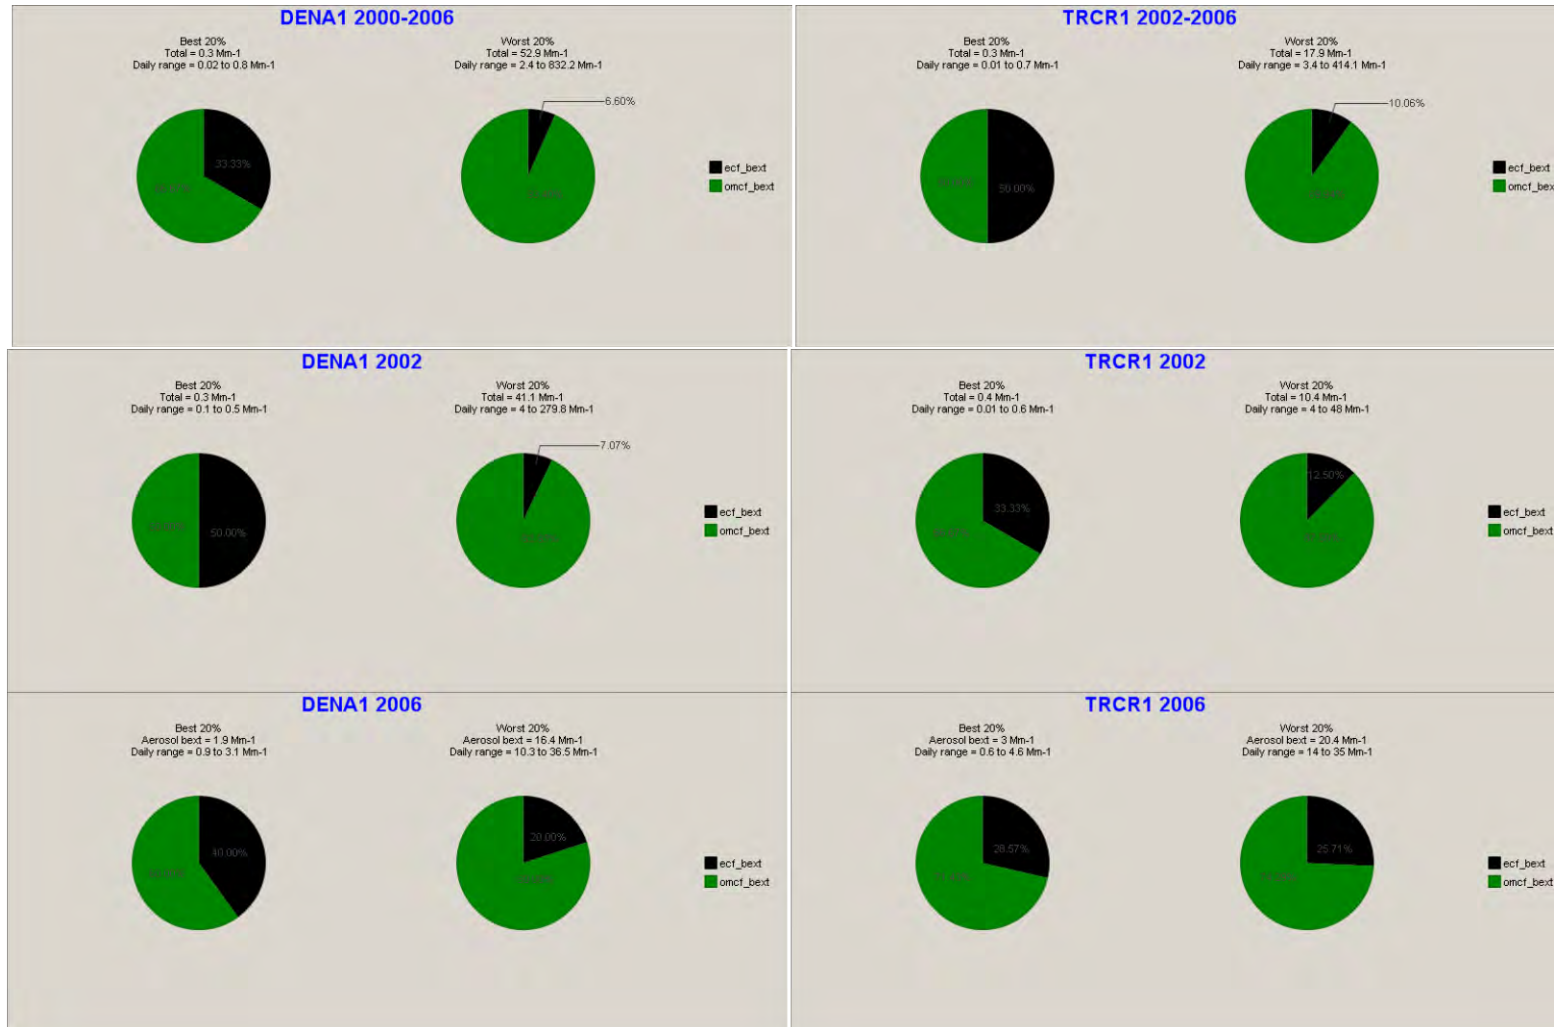 DENA1 2000-2006
Best 20%
Total = 0.3 Mm-1
Daily range = 0.02 to 0.8 Mm-1
Worst 20%
Total = 52.9 Mm-1
Daily range = 2.4 to 832.2 Mm-1
33.33%
6.60%
ecf_bext
omcf_bext
TRCR1 2002-2006
Best 20%
Total = 0.3 Mm-1
Daily range = 0.01 to 0.7 Mm-1
Worst 20%
Total = 17.9 Mm-1
Daily range = 3.4 to 414.1 Mm-1
50.00%
10.06%
ecf_bext
omcf_bext
DENA1 2002
Best 20%
Total = 0.3 Mm-1
Daily range = 0.1 to 0.5 Mm-1
Worst 20%
Total = 41.1 Mm-1
Daily range = 4 to 279.8 Mm-1
50.00%
7.07%
ecf_bext
omcf_bext
TRCR1 2002
Best 20%
Total = 0.4 Mm-1
Daily range = 0.01 to 0.6 Mm-1
Worst 20%
Total = 10.4 Mm-1
Daily range = 4 to 48 Mm-1
33.33%
12.50%
ecf_bext
omcf_bext
DENA1 2006
Best 20%
Aerosol bext = 1.9 Mm-1
Daily range = 0.9 to 3.1 Mm-1
Worst 20%
Aerosol bext = 16.4 Mm-1
Daily range = 10.3 to 36.5 Mm-1
40.00%
20.00%
ecf_bext
omcf_bext
TRCR1 2006
Best 20%
Aerosol bext = 3 Mm-1
Daily range = 0.6 to 4.6 Mm-1
Worst 20%
Aerosol bext = 20.4 Mm-1
Daily range = 14 to 35 Mm-1
28.57%
25.71%
ecf_bext
omcf_bext